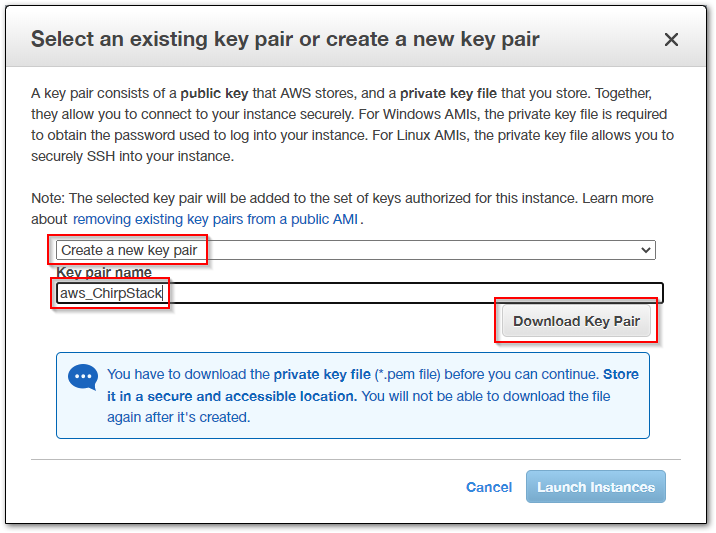 Select an existing key pair or create a new key pair
A key pair consists of a public key that AWS stores, and a private key file that you store. Together,
they allow you to connect to your instance securely. For Windows AMIs, the private key file is required
to obtain the password used to log into your instance. For Linux AMIs, the private key file allows you to
securely SSH into your instance.
Note: The selected key pair will be added to the set of keys authorized for this instance. Learn more
about removing existing key pairs from a public AMI .
Create a new key pair
Key pair name
aws_ChirpStack
Download Key Pair
You have to download the private key file (*.pem file) before you can continue. Store
it in a secure and accessible location. You will not be able to download the file
again after it's created.
Cancel Launch Instances